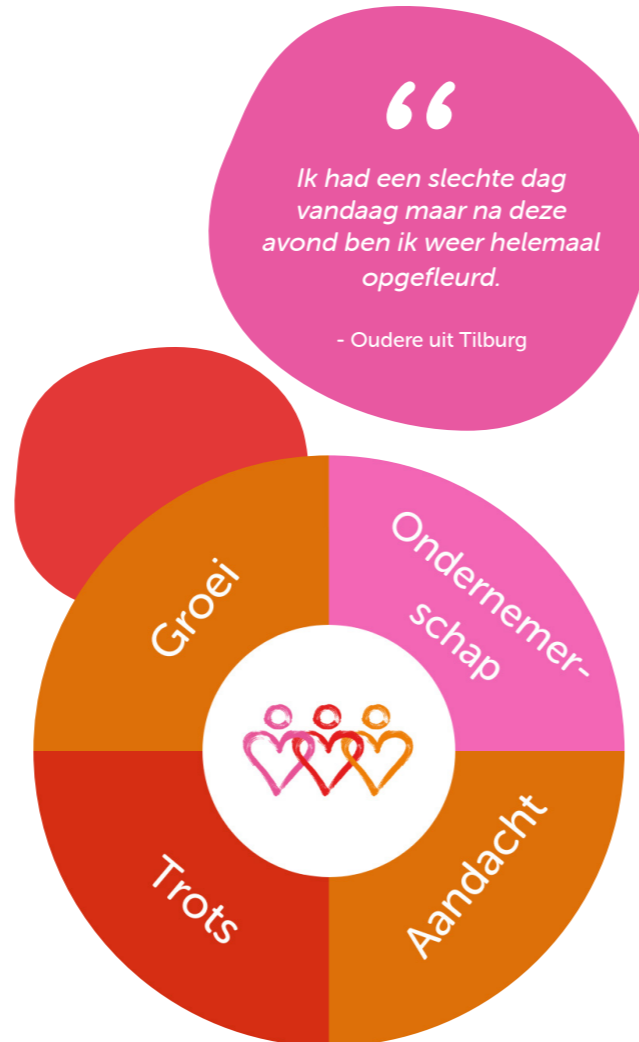 “
Ik had een slechte dag
vandaag maar na deze
avond ben ik weer helemaal
opgefleurd.
- Oudere uit Tilburg
Groei
Ondernemer-
schap
Trots
Aandacht